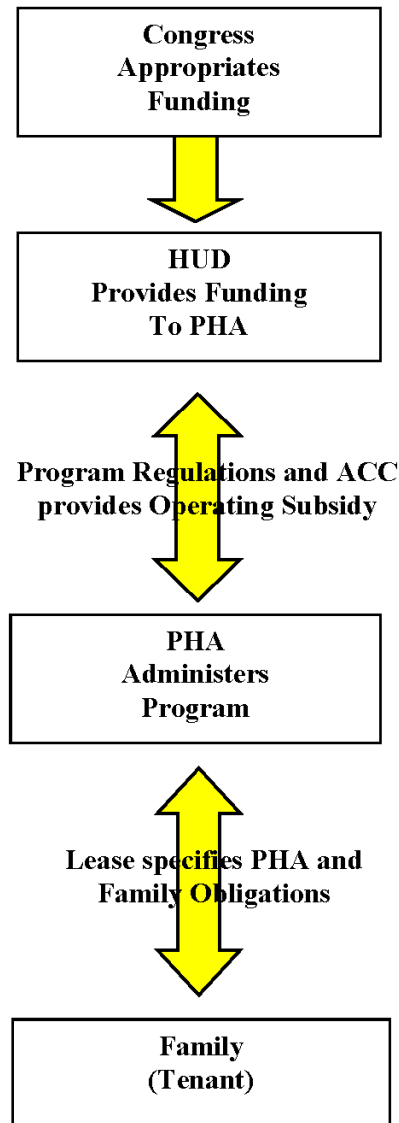 Congress
Appropriates
Funding
HUD
Provides Funding
To PHA
Program Regulations and ACC
provides Operating Subsidy
PHA
Administers
Program
Lease specifies PHA and
Family Obligations
Family
(Tenant)